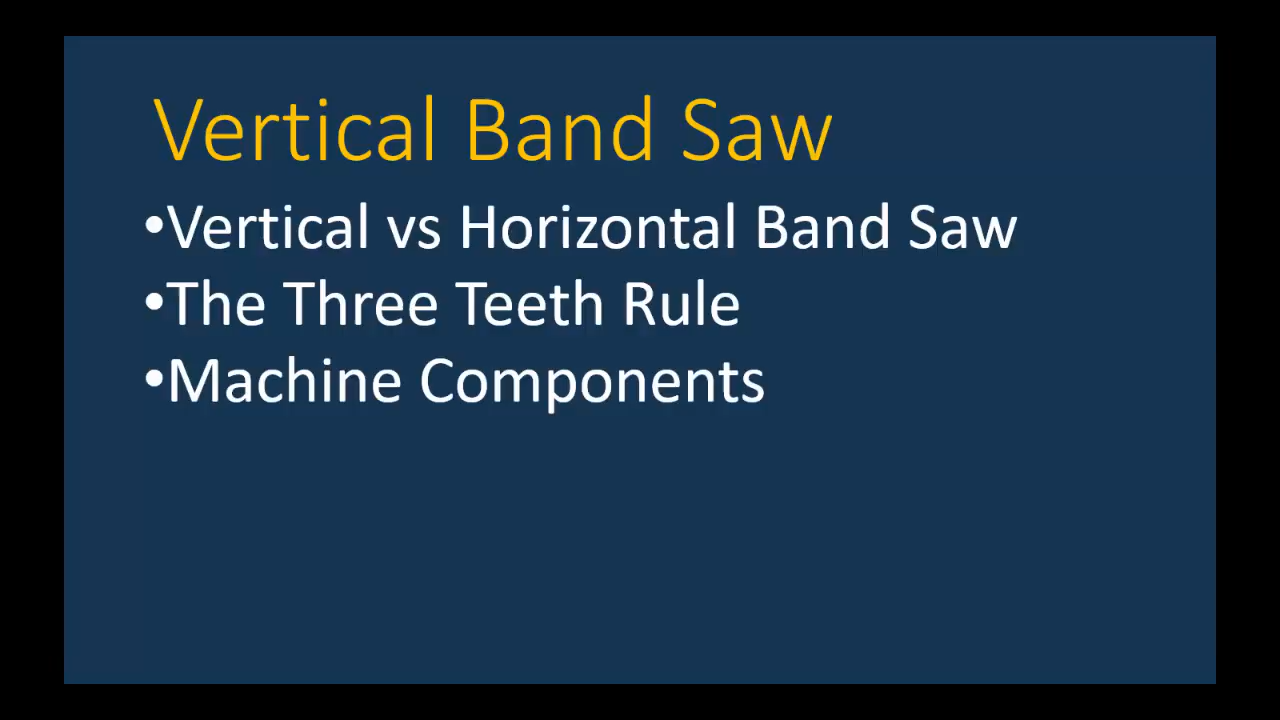 Vertical Band Saw
•Vertical vs Horizontal Band Saw
•The Three Teeth Rule
•Machine Components